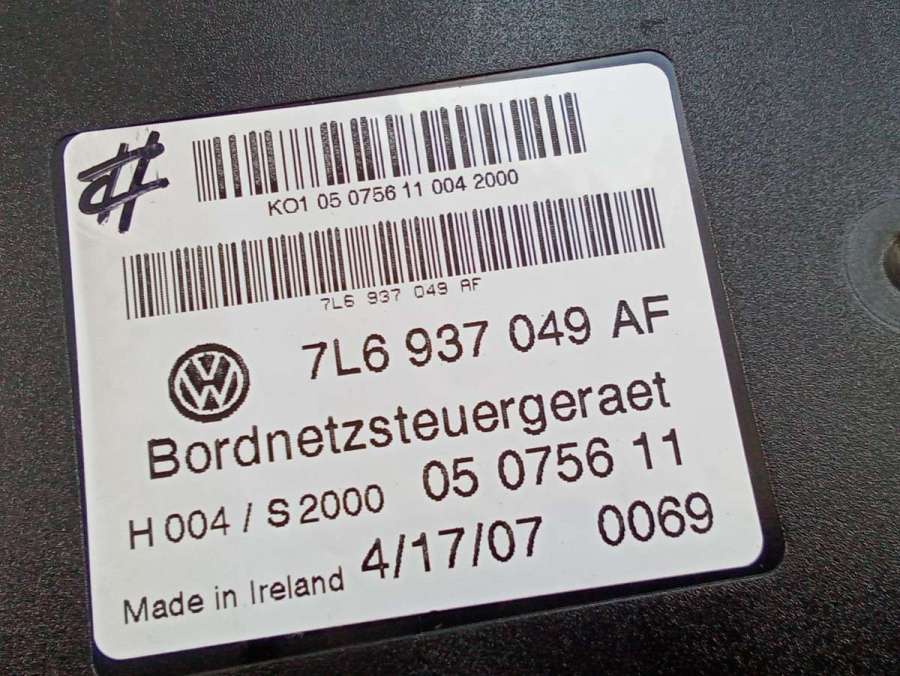 KO1 05 0756 11 004 2000
7L6 937 049 AF
7L6 937 049 AF
Bordnetzsteuergeraet
H 004 / S 2000 05 0756 11
Made in Ireland 4/17/07 0069